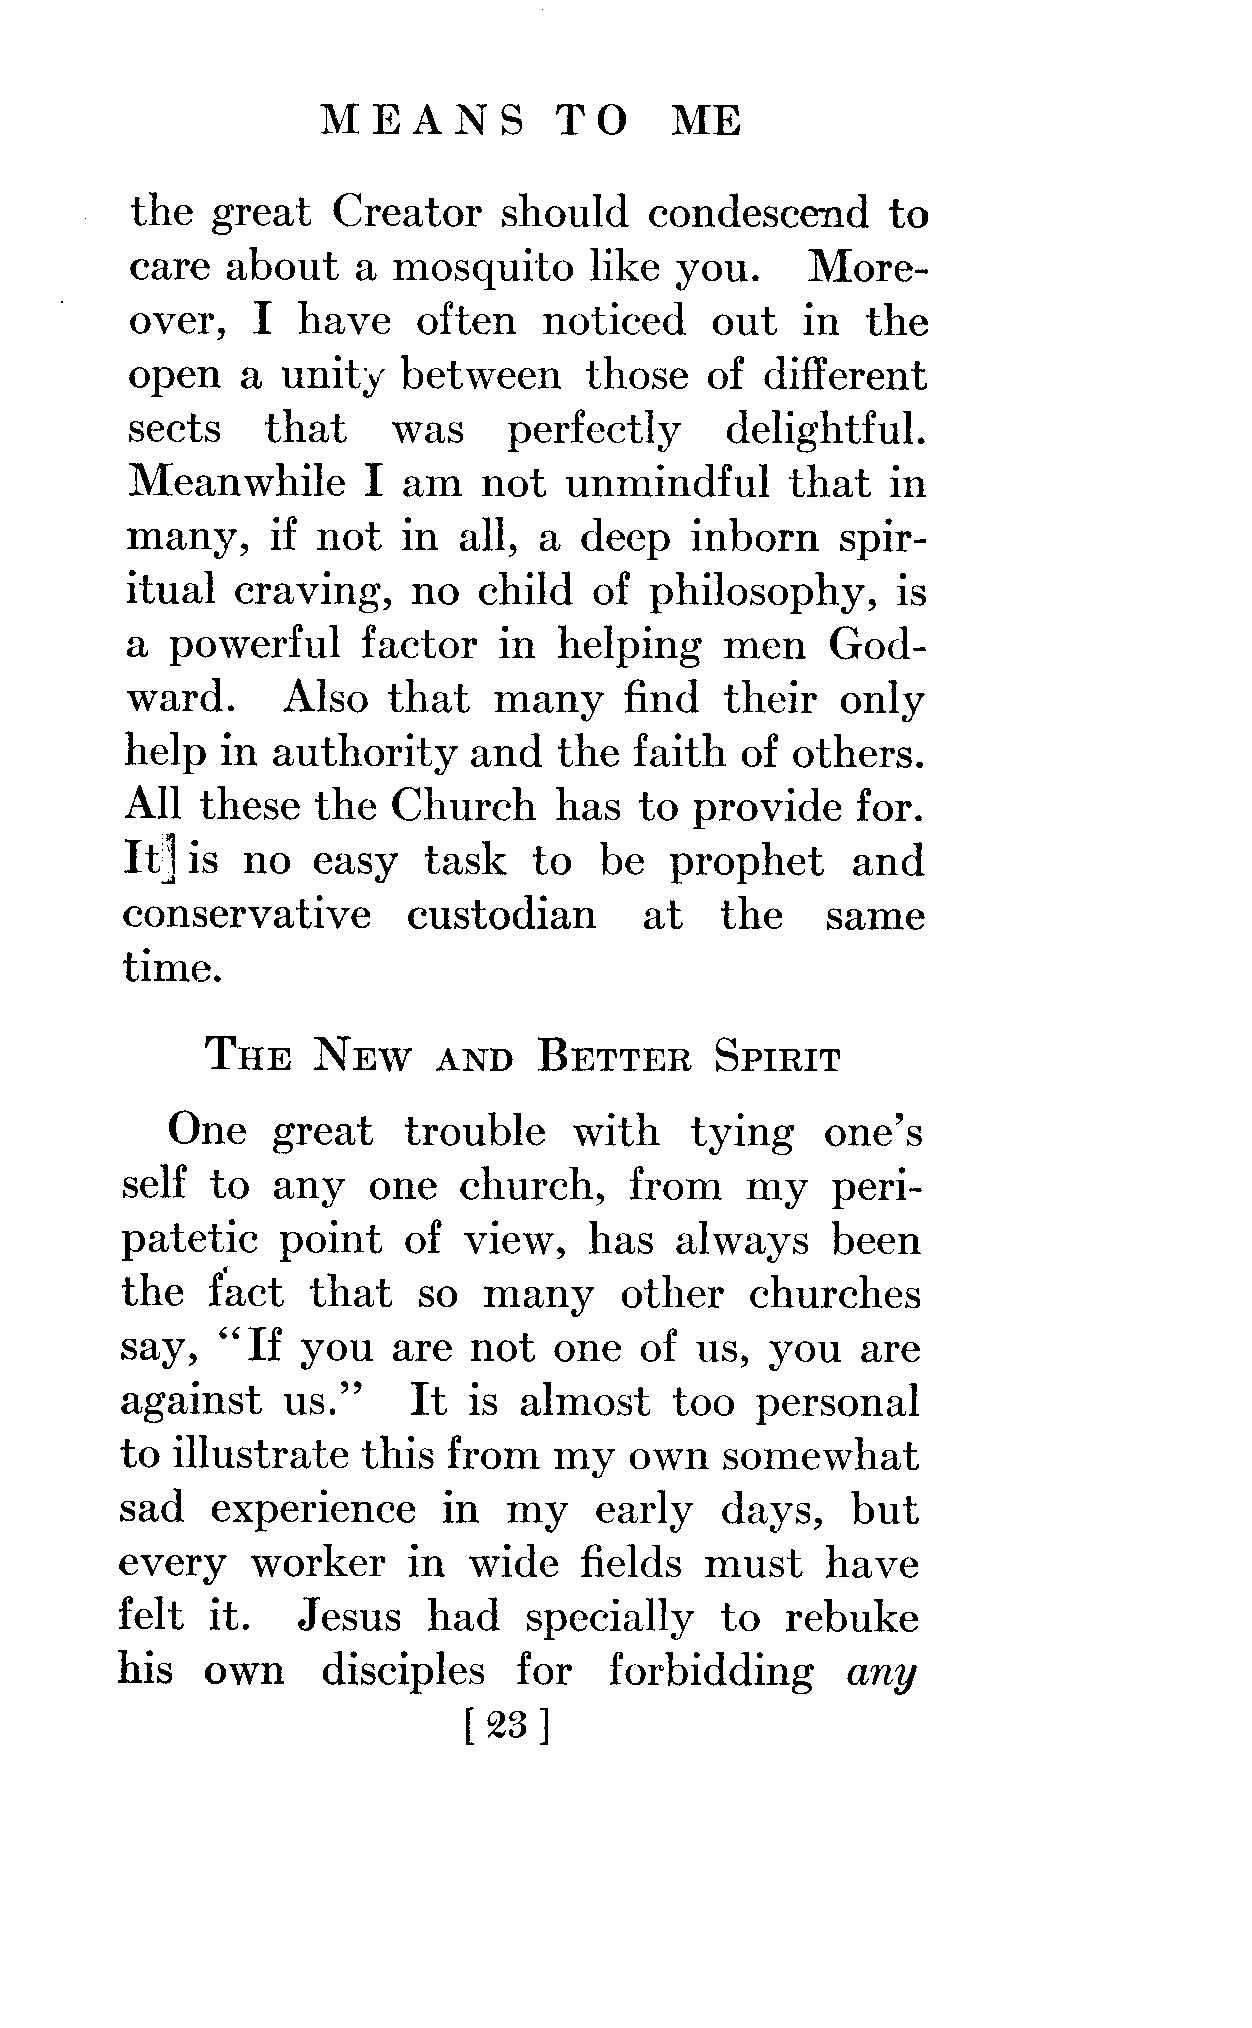 MEANS TO ME
the great Creator should condescend to
care about a mosquito like you. More-
over, I have often noticed out in the
open a unity between those of different
sects that was perfectly delightful.
Meanwhile I am not unmindful that in
many, if not in all, a deep inborn spir-
itual craving, no child of philosophy, is
a powerful factor in helping men God-
ward. Also that many find their only
help in authority and the faith of others.
All these the Church has to provide for.
It] is no easy task to be prophet and
conservative custodian at the same
time.
The New and Better Spirit
One great trouble with tying one's
self to any one church, from my peri-
patetic point of view, has always been
the fact that so many other churches
say, "If you are not one of us, you are
against us." It is almost too personal
to illustrate this from my own somewhat
sad experience in my early days, but
every worker in wide fields must have
felt it. Jesus had specially to rebuke
his own disciples for forbidding any
[ 23 ]